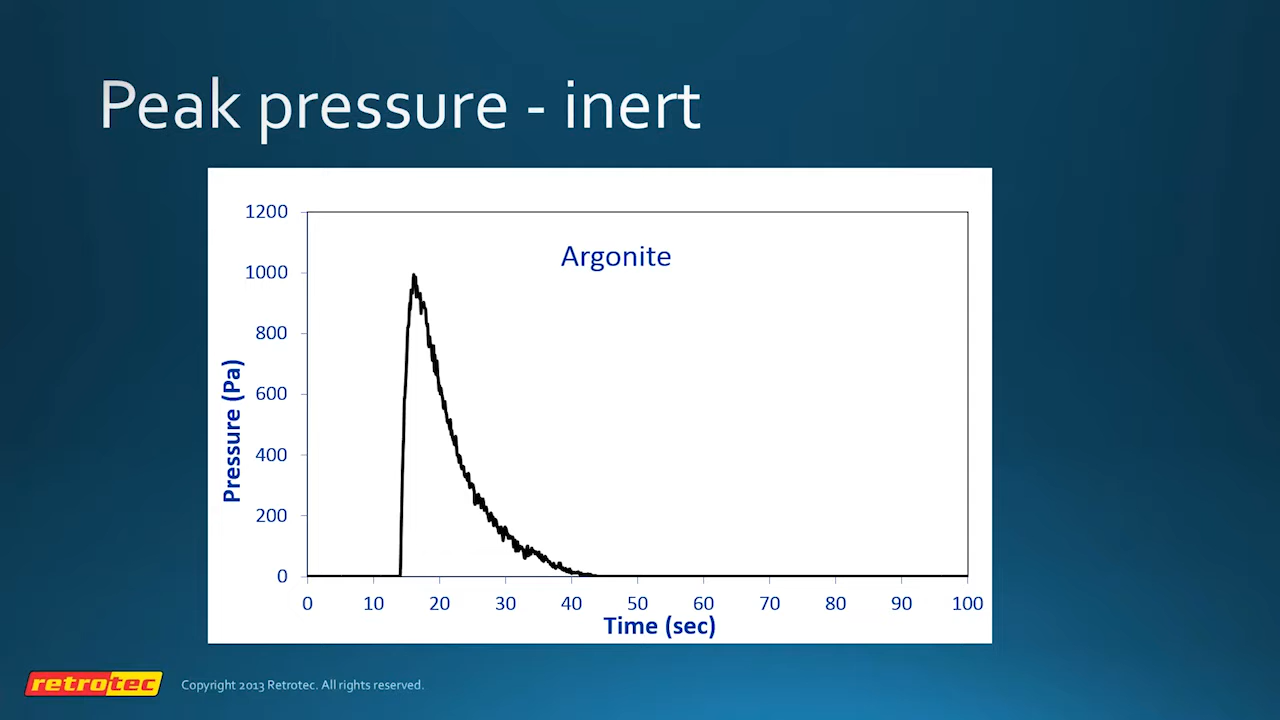 Peak pressure - inert
Argonite
1200
1000
800
600
400
200
0
Pressure (Pa)
0 10 20 30 40 50 60 70 80 90 100
Time (sec)
retrotec
Copyright 2013 Retrotec. All rights reserved.